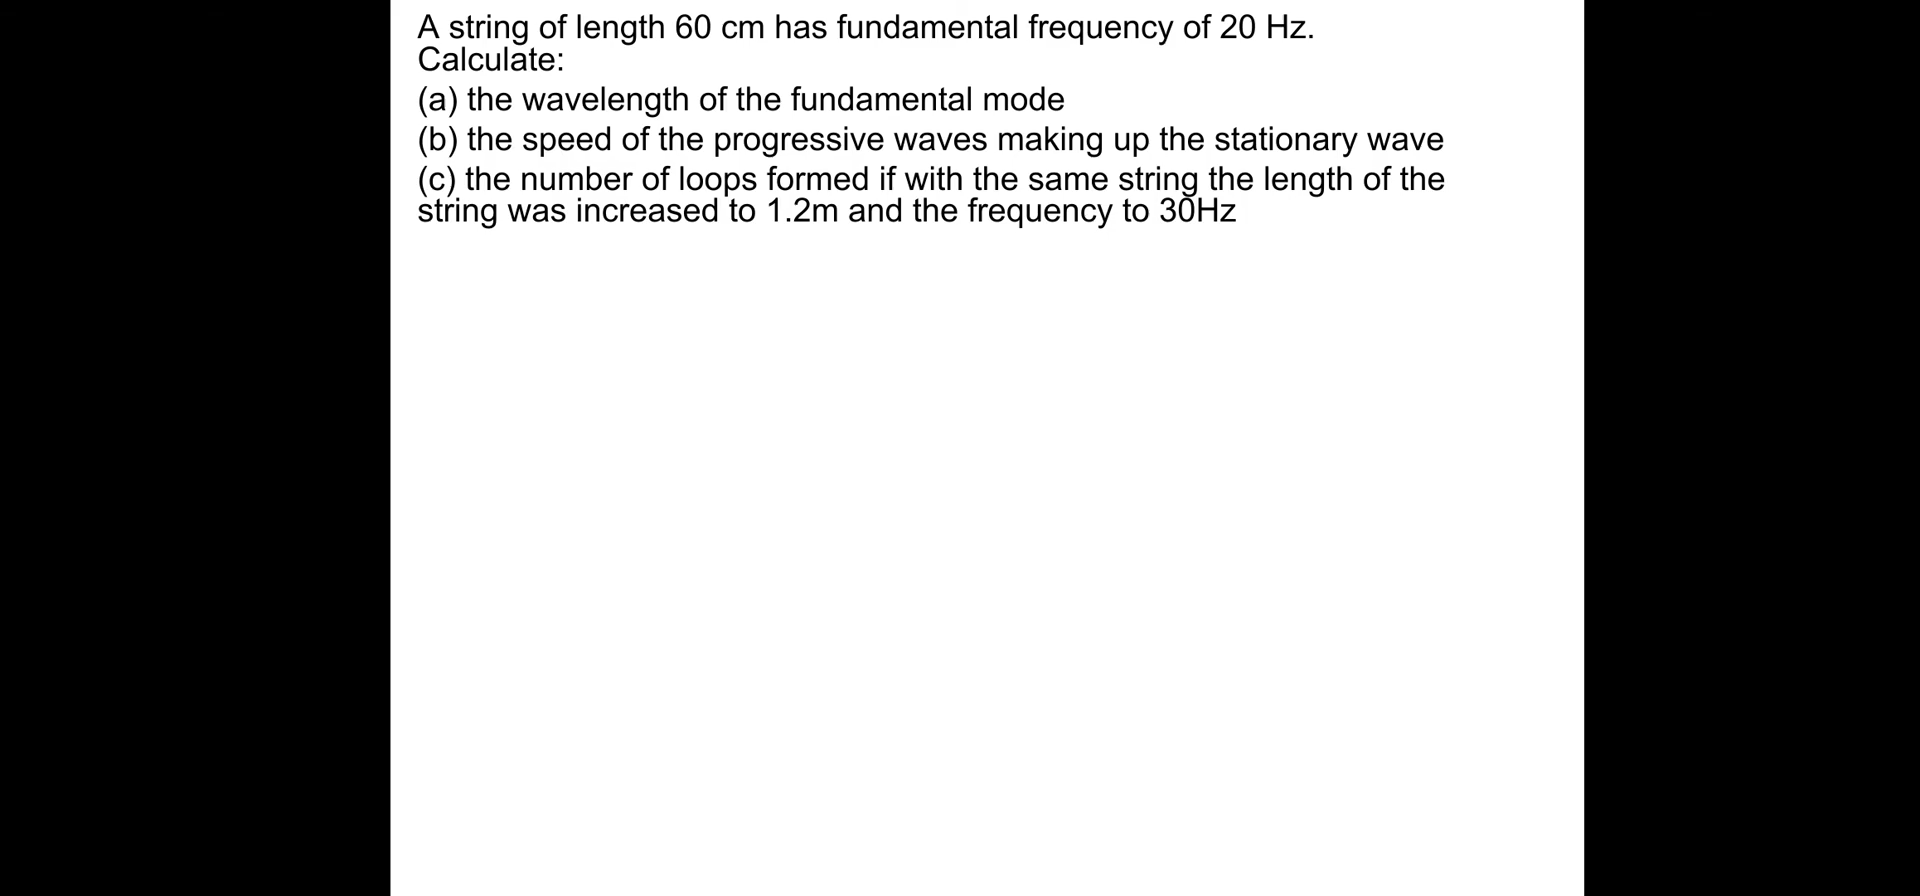 A string of length 60 cm has fundamental frequency of 20 Hz.
Calculate:
(a) the wavelength of the fundamental mode
(b) the speed of the progressive waves making up the stationary wave
(c) the number of loops formed if with the same string the length of the
string was increased to 1.2m and the frequency to 30Hz